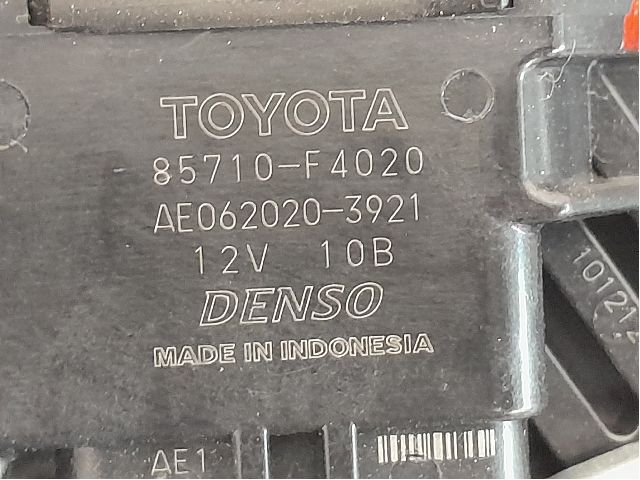 TOYOTA
85710-F4020
AE062020-3921
12V 10B
DENSO
MADE IN INDONESIA
AE1